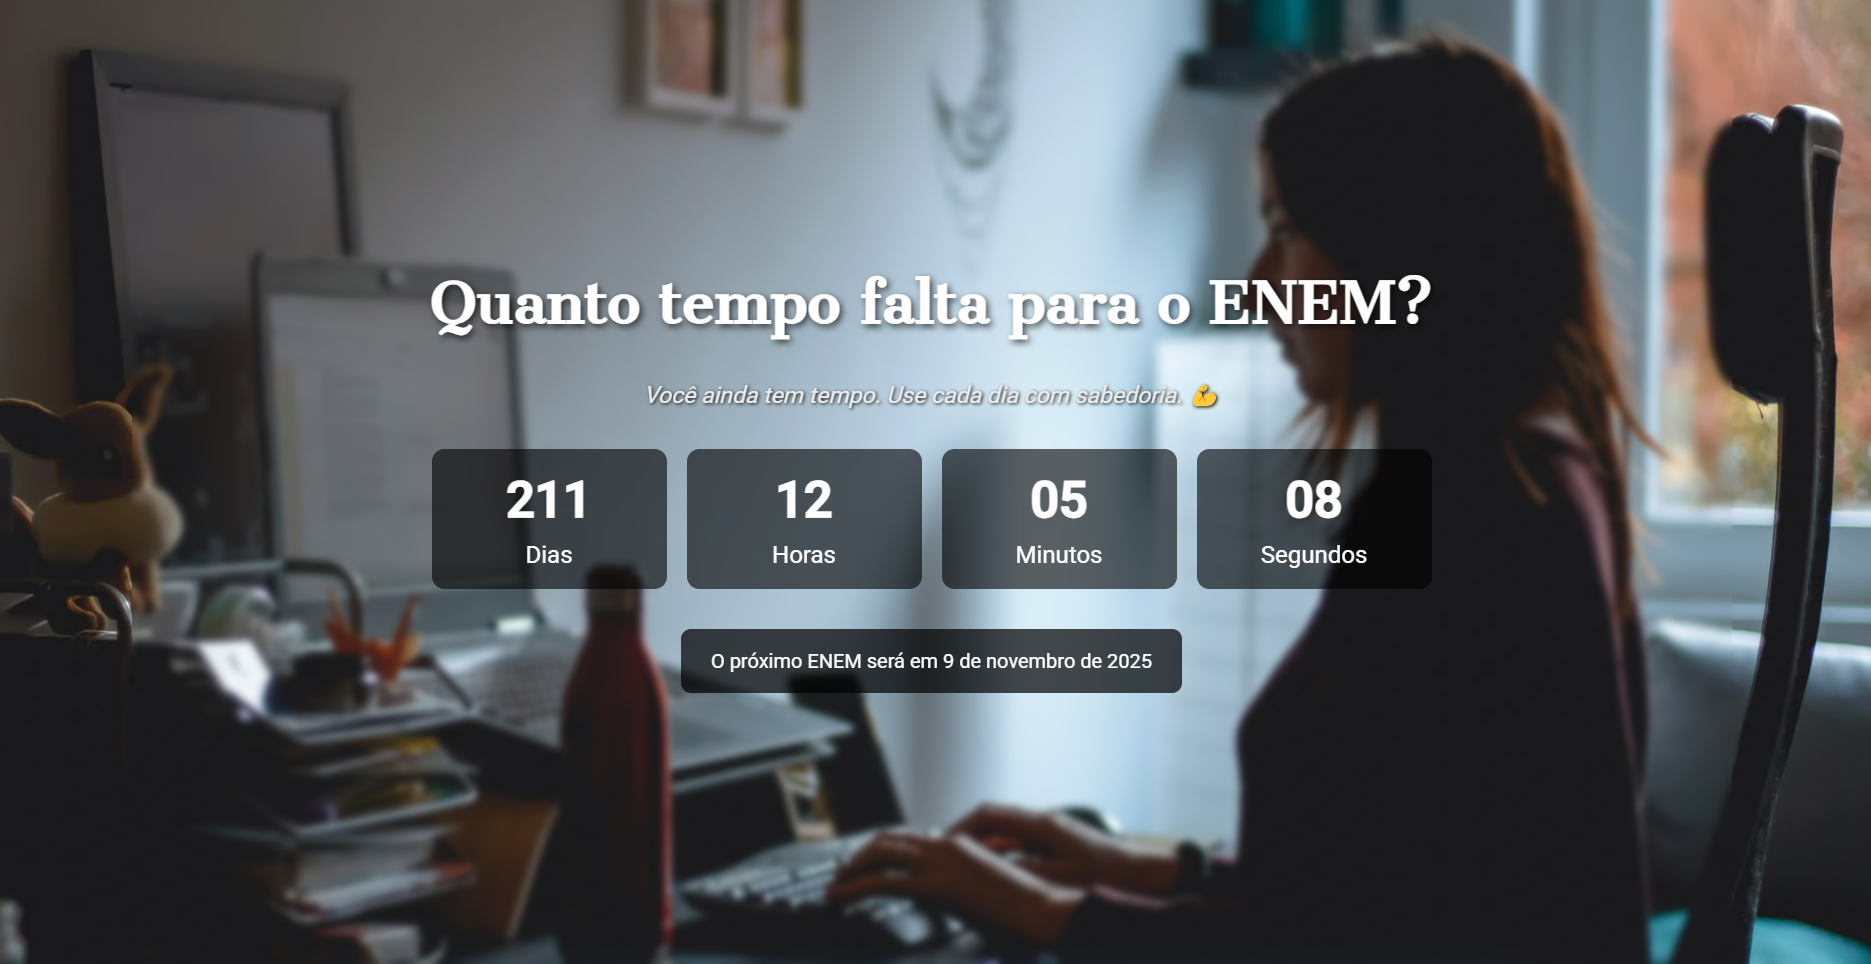 Quanto tempo falta para o ENEM?
Você ainda tem tempo. Use cada dia com sabedoria. 💪
211
Dias
12
Horas
05
Minutos
08
Segundos
O próximo ENEM será em 9 de novembro de 2025